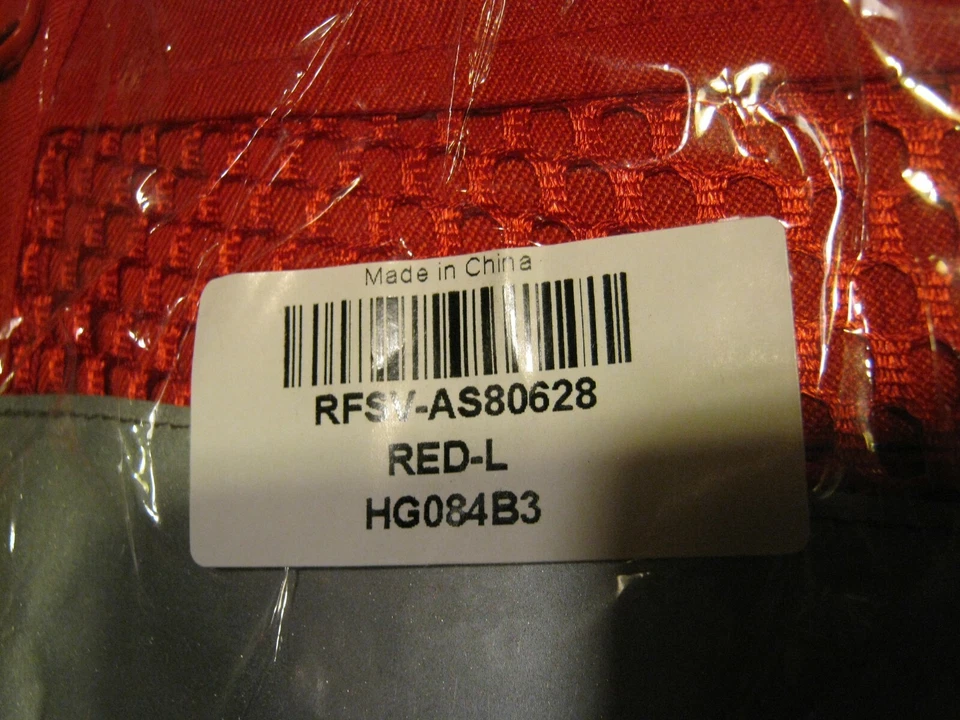 Made in China
RFSV-AS80628
RED-L
HG084B3